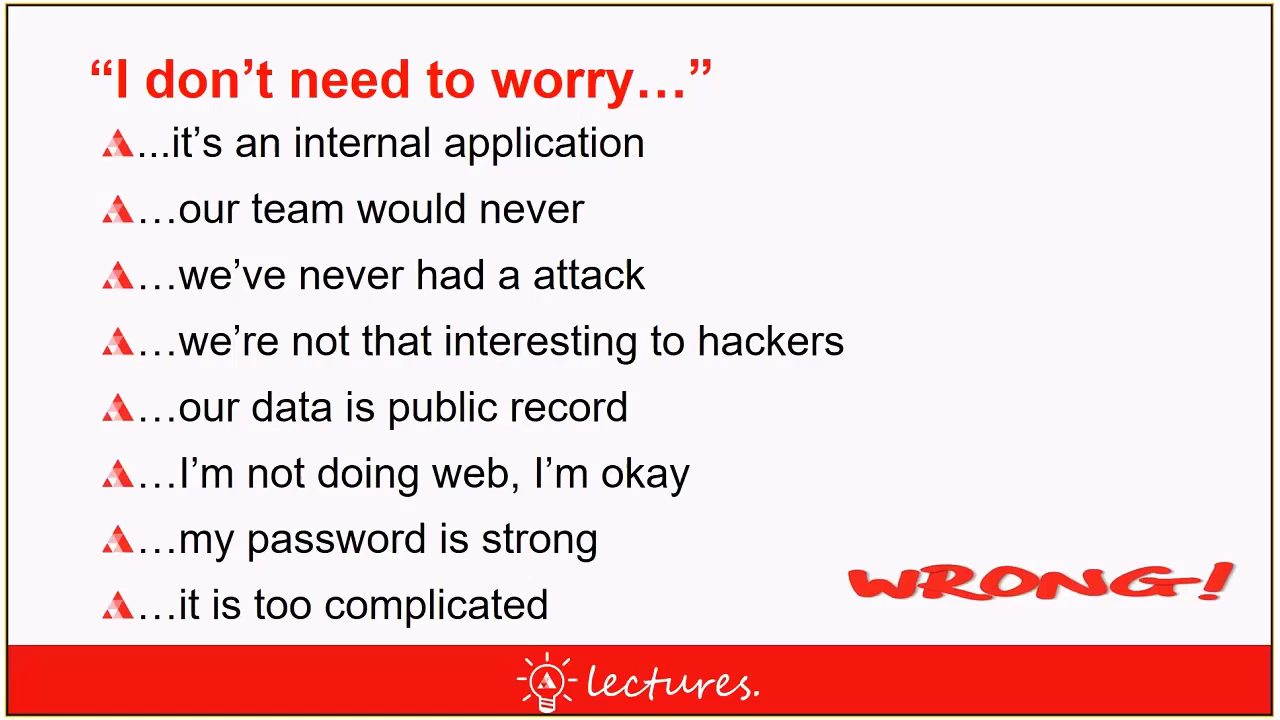 “I don’t need to worry…”
...it’s an internal application
…our team would never
…we’ve never had a attack
…we’re not that interesting to hackers
…our data is public record
…I’m not doing web, I’m okay
…my password is strong
…it is too complicated
WRONG!
lectures.